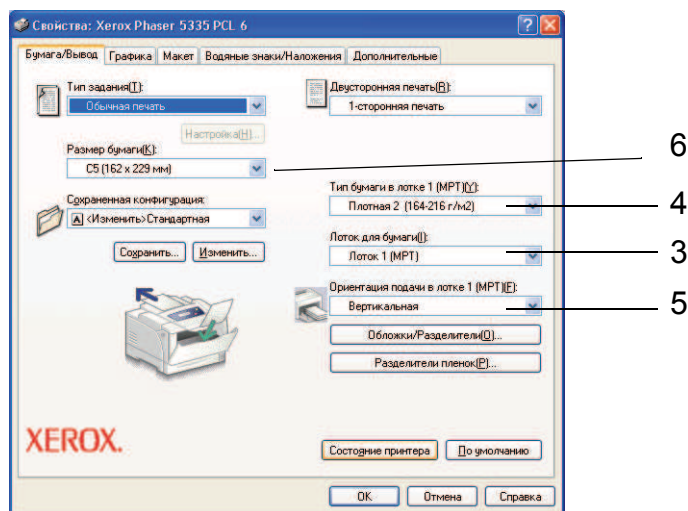 Свойства: Xerox Phaser 5335 PCL 6
Бумага/Вывод Графика Макет Водяные знаки/Наложения Дополнительные
Тип задания(T):
Обычная печать
Настройка(H)...
Размер бумаги(K):
C5 (162 x 229 мм)
Сохраненная конфигурация:
<Изменить>Стандартная
Сохранить... Изменить...
Двусторонняя печать(R):
1-сторонняя печать
6
Тип бумаги в лотке 1 (MPT)(Y):
Плотная 2 (164-216 г/м2)
4
Лоток для бумаги(I):
Лоток 1 (MPT)
3
Ориентация подачи в лотке 1 (MPT)(F):
Вертикальная
5
Обложки/Разделители(O)...
Разделители пленок(P)...
XEROX.
Состояние принтера По умолчанию
OK Отмена Справка